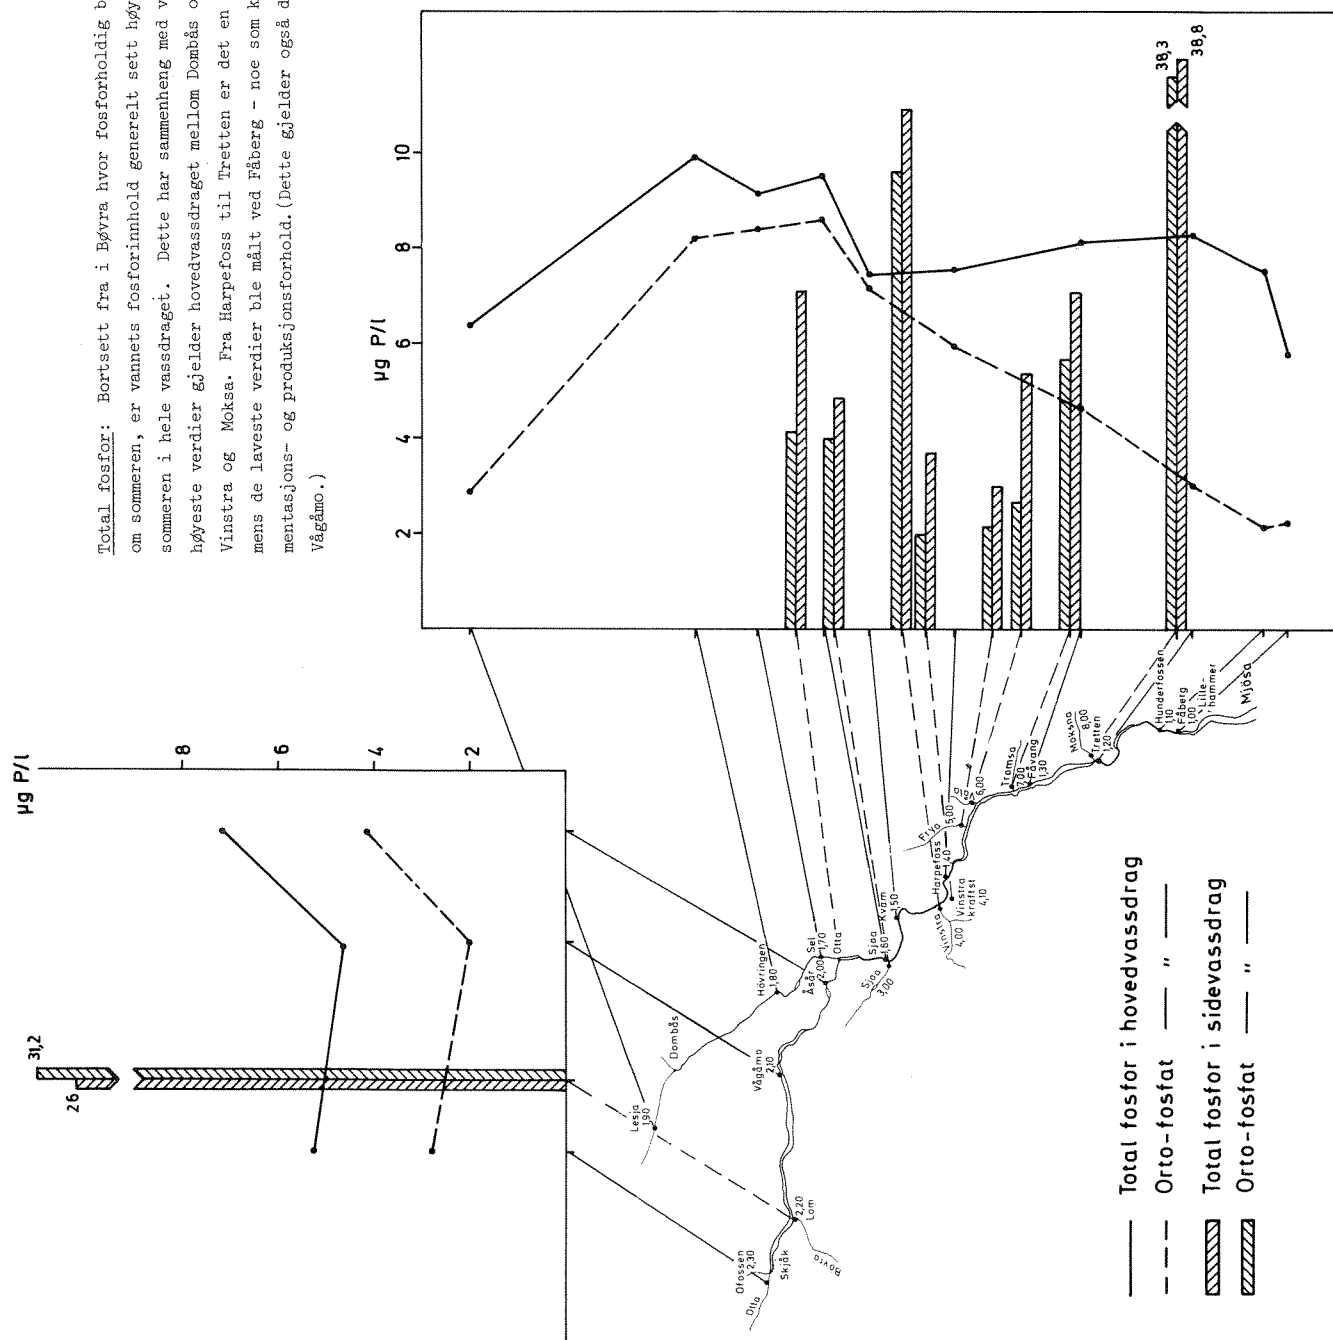 Total fosfor: Bortsett fra i Bøvra hvor fosforholdig b
om sommeren, er vannets fosforinnhold generelt sett høy
sommeren i hele vassdraget. Dette har sammenheng med v
høyeste verdier gjelder hovedvassdraget mellom Dombås o
Vinstra og Moksa. Fra Harpefoss til Tretten er det en
mens de laveste verdier ble målt ved Fåberg - noe som k
mentasjons- og produksjonsforhold. (Dette gjelder også d
Vågåmo.)
µg P/l
8
6
4
2
31,2
26
µg P/l
10
8
6
4
2
38,3
38,8
Otta
Ofossen
2,30
Skjåk
Bövra
2,20
Lom
Lesja
1,90
Dombås
Vågåmo
2,10
Hövringen
1,80
Åsår
2,00
Sel
1,70
Otta
Sjoa
3,00
Sjoa
1,60
Kvam
1,50
Vinstra
4,00
Harpefoss
1,40
Vinstra
kraftst
4,10
Frya
5,00
Våla
6,00
Tromsa
7,00
Fåvang
1,30
Moksna
8,00
Tretten
1,20
Hunderfossen
1,10
Fåberg
1,00
Lille-
hammer
Mjösa
Total fosfor i hovedvassdrag
Orto-fosfat — " —
Total fosfor i sidevassdrag
Orto-fosfat — " —